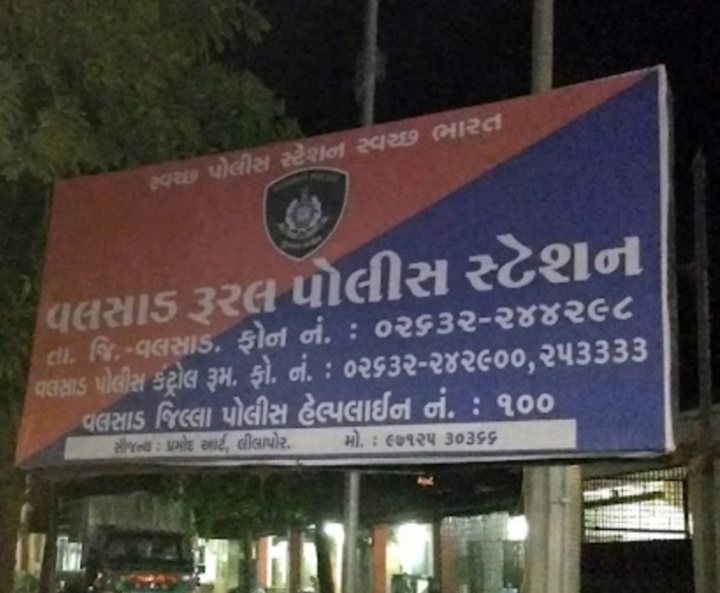 સ્વચ્છ પોલીસ સ્ટેશન સ્વચ્છ ભારત
વલસાડ રૂરલ પોલીસ સ્ટેશન
તા. જિ.-વલસાડ. ફોન નં. : ૦૨૬૩૨-૨૪૪૨૯૮
વલસાડ પોલીસ કંટ્રોલ રૂમ. ફો. નં. : ૦૨૬૩૨-૨૪૨૯૦૦,૨૫૩૩૩૩
વલસાડ જિલ્લા પોલીસ હેલ્પલાઈન નં. : ૧૦૦
સૌજન્ય : પ્રમોદ આર્ટ, લીલાપોર. મો. : ૯૭૧૨૫ ૩૦૩૬૬